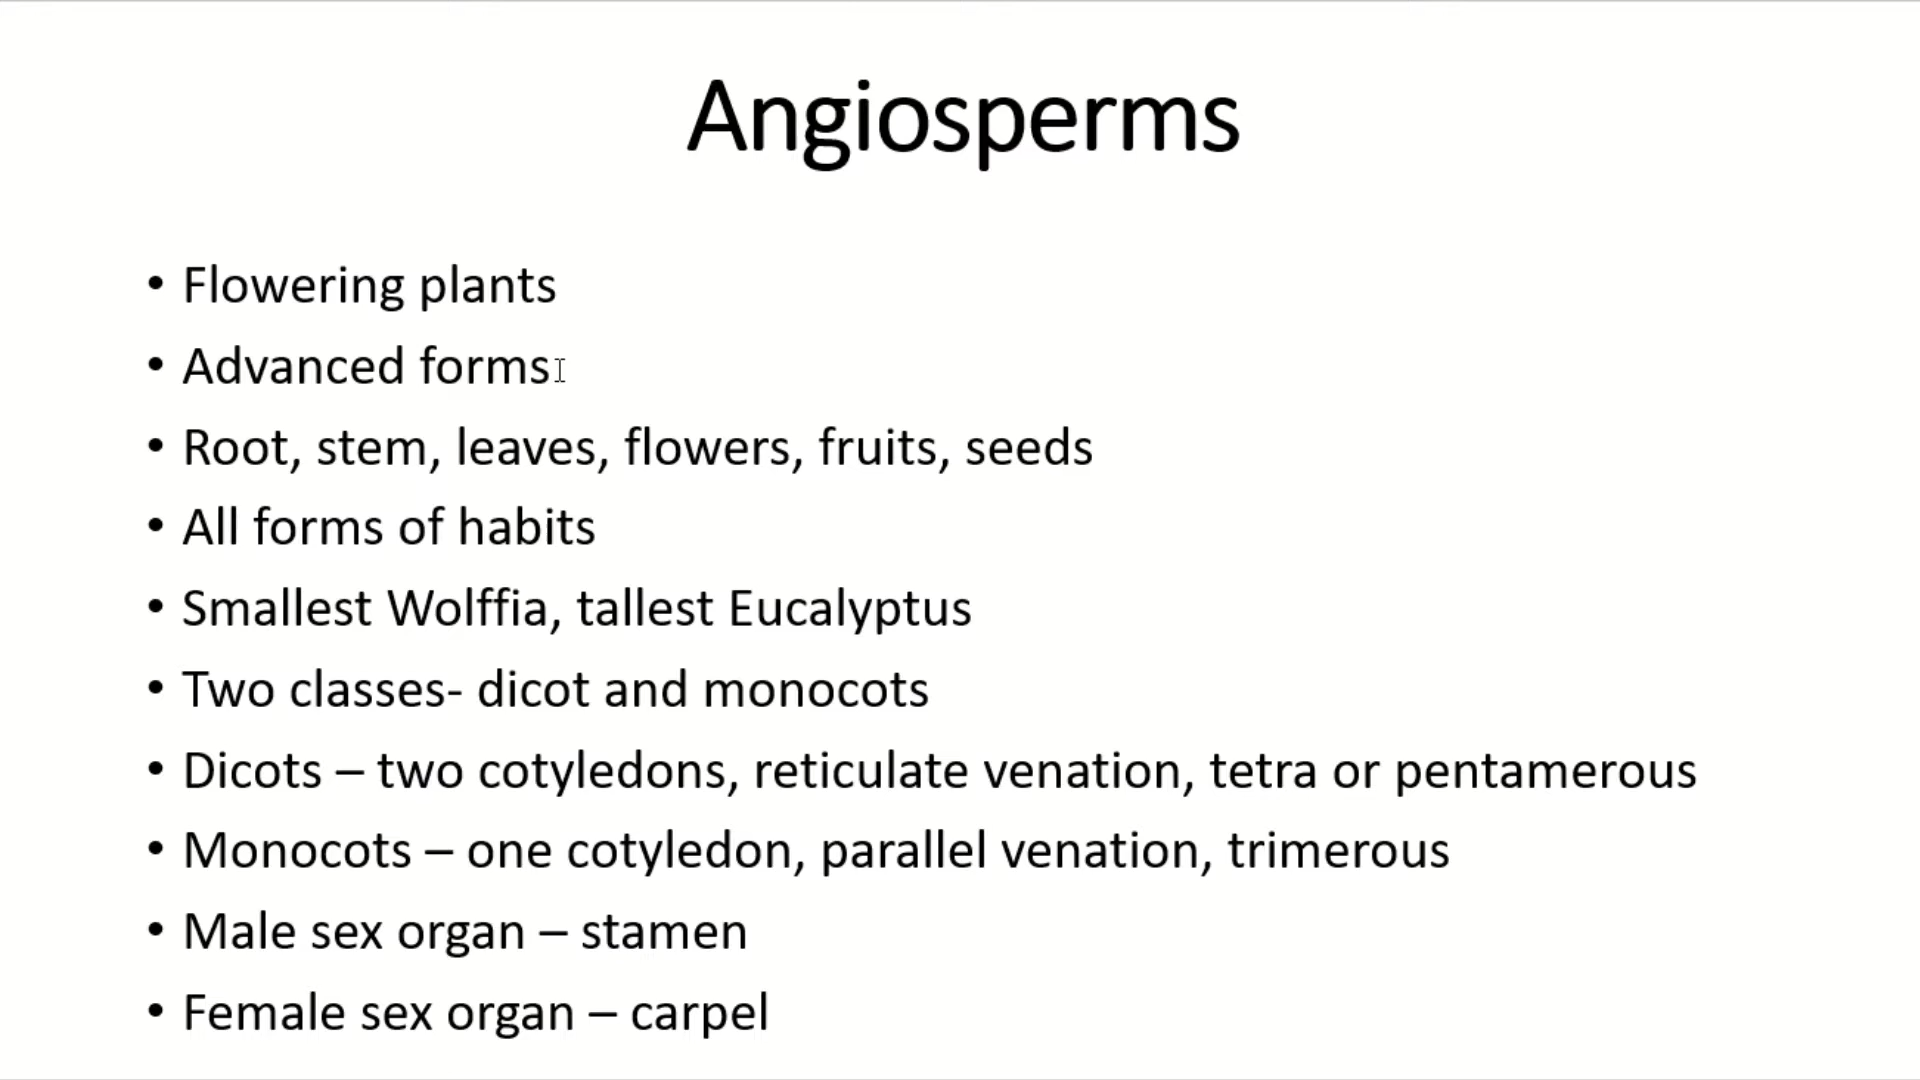 Angiosperms
• Flowering plants
• Advanced forms
• Root, stem, leaves, flowers, fruits, seeds
• All forms of habits
• Smallest Wolffia, tallest Eucalyptus
• Two classes- dicot and monocots
• Dicots – two cotyledons, reticulate venation, tetra or pentamerous
• Monocots – one cotyledon, parallel venation, trimerous
• Male sex organ – stamen
• Female sex organ – carpel